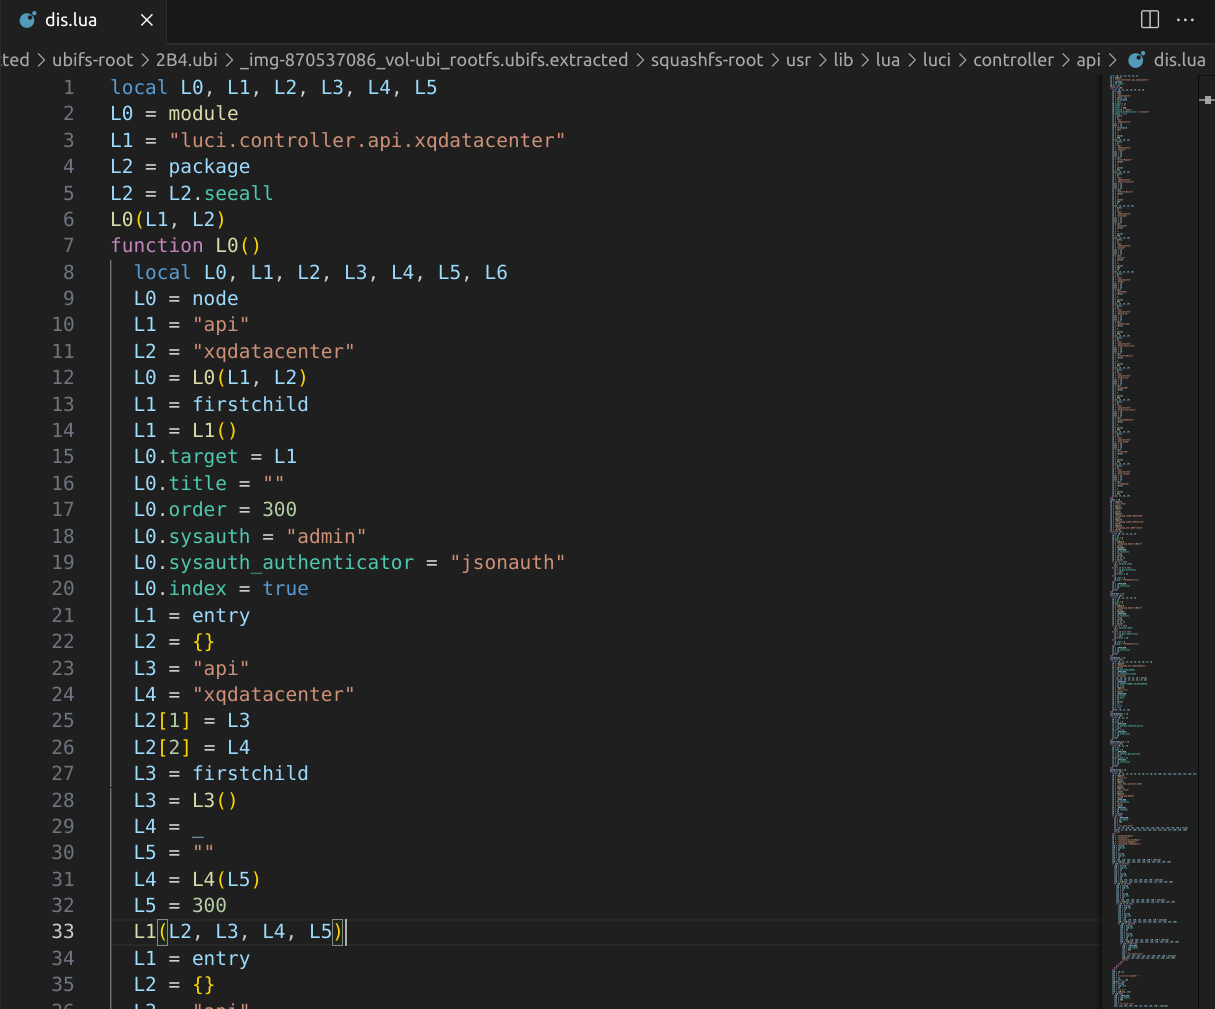 dis.lua ×
cted > ubifs-root > 2B4.ubi > _img-870537086_vol-ubi_rootfs.ubifs.extracted > squashfs-root > usr > lib > lua > luci > controller > api > dis.lua
1 local L0, L1, L2, L3, L4, L5
2 L0 = module
3 L1 = "luci.controller.api.xqdatacenter"
4 L2 = package
5 L2 = L2.seeall
6 L0(L1, L2)
7 function L0()
8 local L0, L1, L2, L3, L4, L5, L6
9 L0 = node
10 L1 = "api"
11 L2 = "xqdatacenter"
12 L0 = L0(L1, L2)
13 L1 = firstchild
14 L1 = L1()
15 L0.target = L1
16 L0.title = ""
17 L0.order = 300
18 L0.sysauth = "admin"
19 L0.sysauth_authenticator = "jsonauth"
20 L0.index = true
21 L1 = entry
22 L2 = {}
23 L3 = "api"
24 L4 = "xqdatacenter"
25 L2[1] = L3
26 L2[2] = L4
27 L3 = firstchild
28 L3 = L3()
29 L4 = _
30 L5 = ""
31 L4 = L4(L5)
32 L5 = 300
33 L1(L2, L3, L4, L5)
34 L1 = entry
35 L2 = {}
36 L3 = "api"